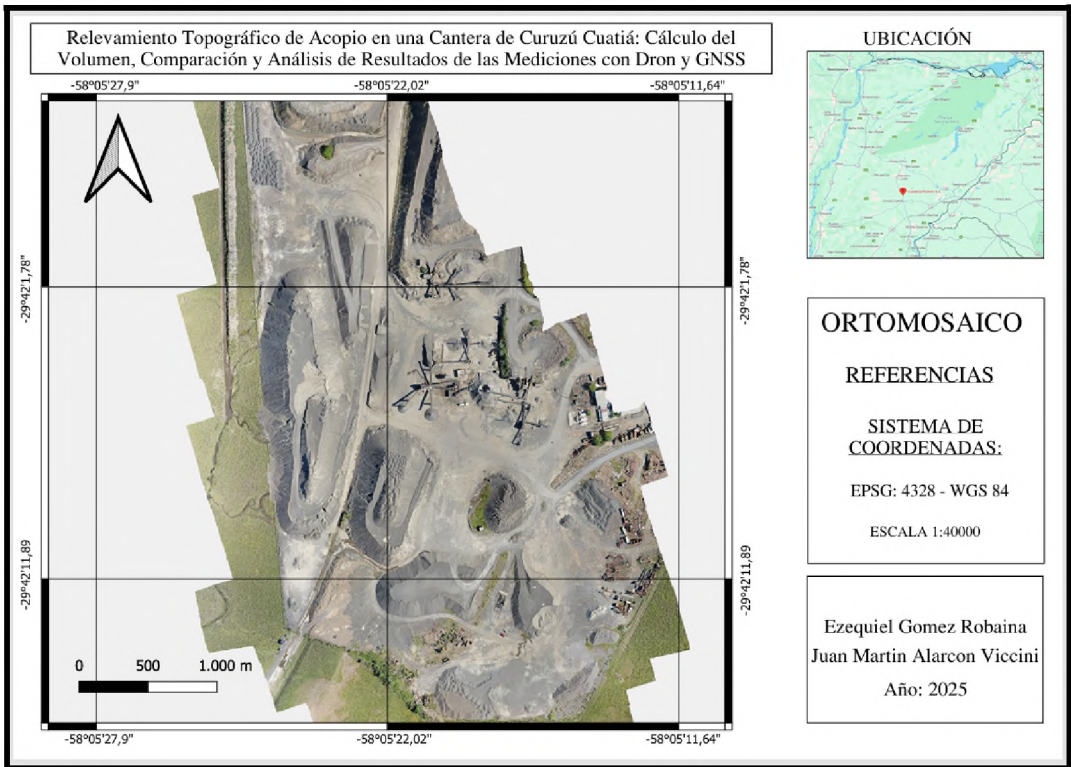 Relevamiento Topográfico de Acopio en una Cantera de Curuzú Cuatiá: Cálculo del
Volumen, Comparación y Análisis de Resultados de las Mediciones con Dron y GNSS
UBICACIÓN
-58°05'27,9"
-58°05'22,02"
-58°05'11,64"
-29°42'1,78"
-29°42'1,78"
-29°42'11,89
-29°42'11,89
0 500 1.000 m
-58°05'27,9"
-58°05'22,02"
-58°05'11,64"
ORTOMOSAICO
REFERENCIAS
SISTEMA DE
COORDENADAS:
EPSG: 4328 - WGS 84
ESCALA 1:40000
Ezequiel Gomez Robaina
Juan Martin Alarcon Viccini
Año: 2025